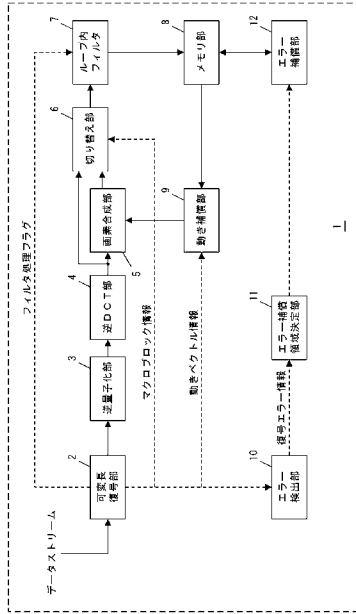 フィルタ処理フラグ
データストリーム
2
可変長
復号部
3
逆量子化部
4
逆DCT部
5
画素合成部
6
切り替え部
7
ループ内
フィルタ
8
メモリ部
9
動き補償部
マクロブロック情報
動きベクトル情報
10
エラー
検出部
復号エラー情報
11
エラー補償
領域決定部
12
エラー
補償部
1